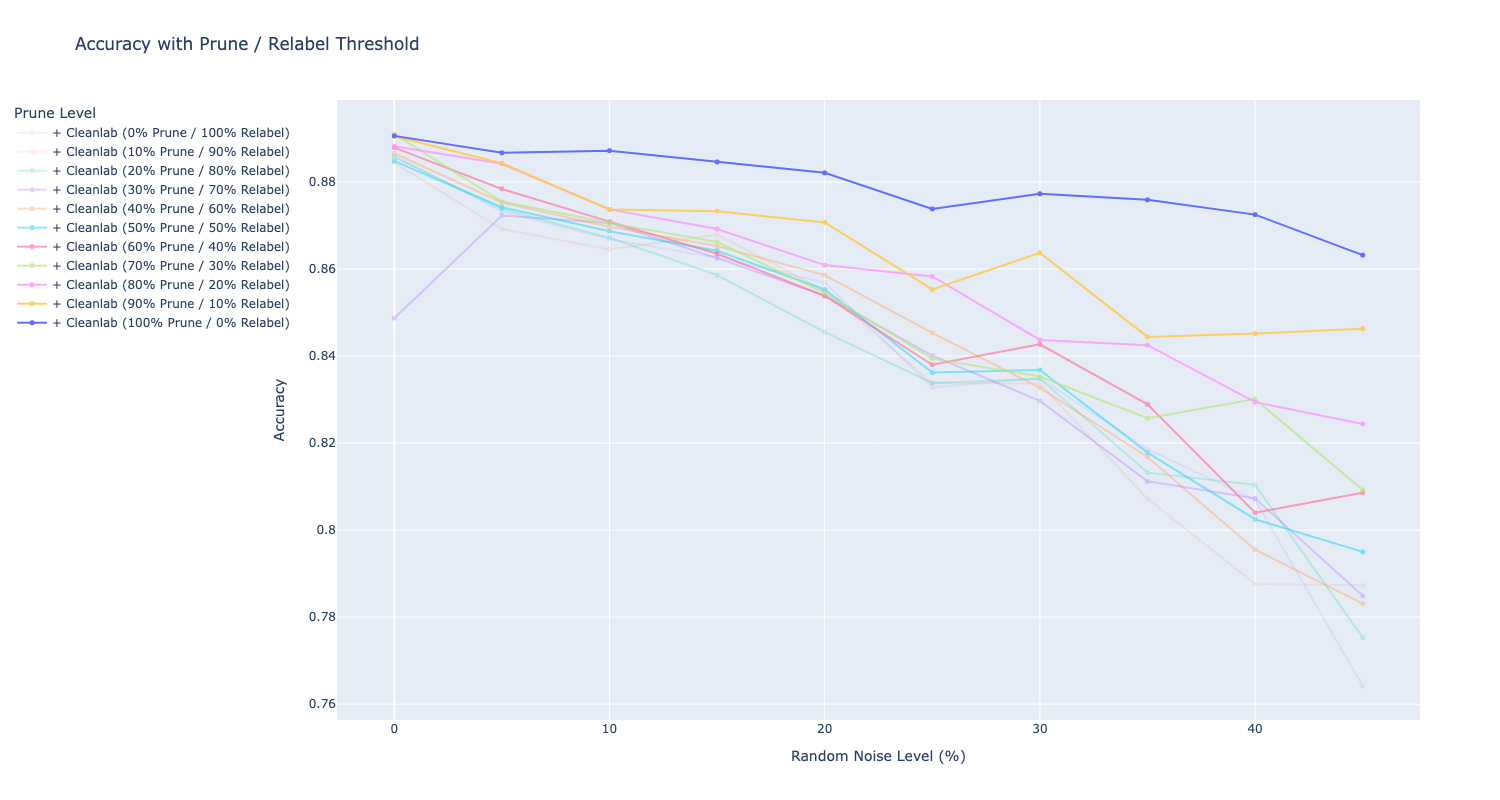 Accuracy with Prune / Relabel Threshold
Prune Level
+ Cleanlab (0% Prune / 100% Relabel)
+ Cleanlab (10% Prune / 90% Relabel)
+ Cleanlab (20% Prune / 80% Relabel)
+ Cleanlab (30% Prune / 70% Relabel)
+ Cleanlab (40% Prune / 60% Relabel)
+ Cleanlab (50% Prune / 50% Relabel)
+ Cleanlab (60% Prune / 40% Relabel)
+ Cleanlab (70% Prune / 30% Relabel)
+ Cleanlab (80% Prune / 20% Relabel)
+ Cleanlab (90% Prune / 10% Relabel)
+ Cleanlab (100% Prune / 0% Relabel)
Accuracy
0.88
0.86
0.84
0.82
0.8
0.78
0.76
0 10 20 30 40
Random Noise Level (%)